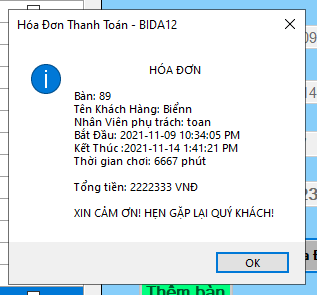 Hóa Đơn Thanh Toán - BIDA12
HÓA ĐƠN
Bàn: 89
Tên Khách Hàng: Biểnn
Nhân Viên phụ trách: toan
Bắt Đầu: 2021-11-09 10:34:05 PM
Kết Thúc :2021-11-14 1:41:21 PM
Thời gian chơi: 6667 phút
Tổng tiền: 2222333 VNĐ
XIN CẢM ƠN! HẸN GẶP LẠI QUÝ KHÁCH!
OK
Thêm bàn